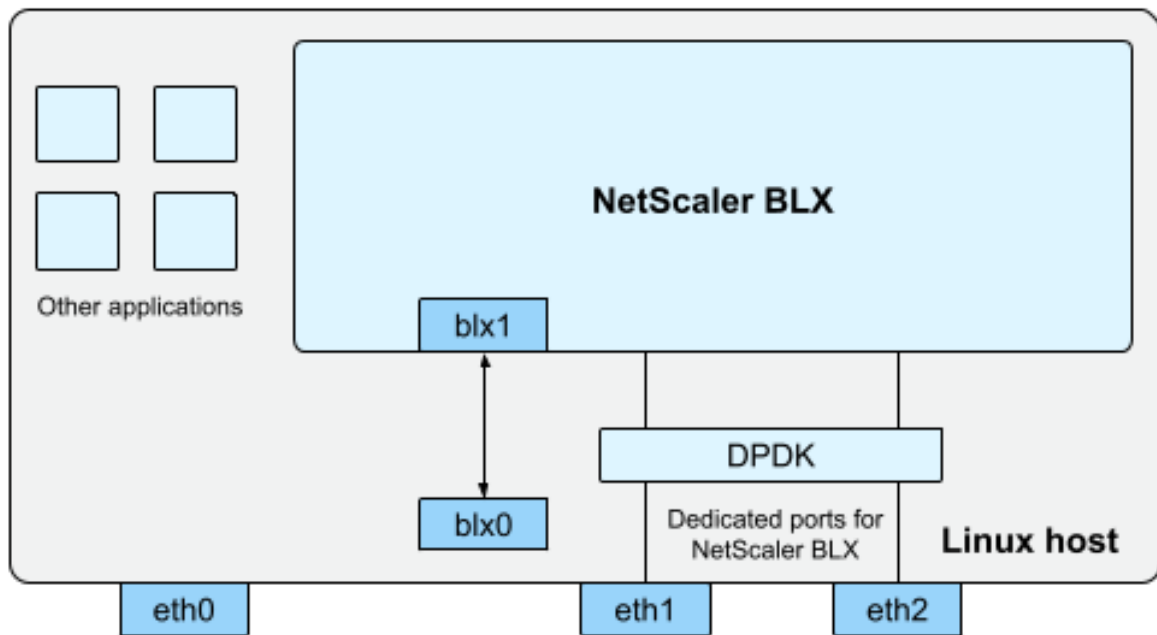 NetScaler BLX
Other applications
blx1
DPDK
blx0
Dedicated ports for
NetScaler BLX
Linux host
eth0
eth1
eth2